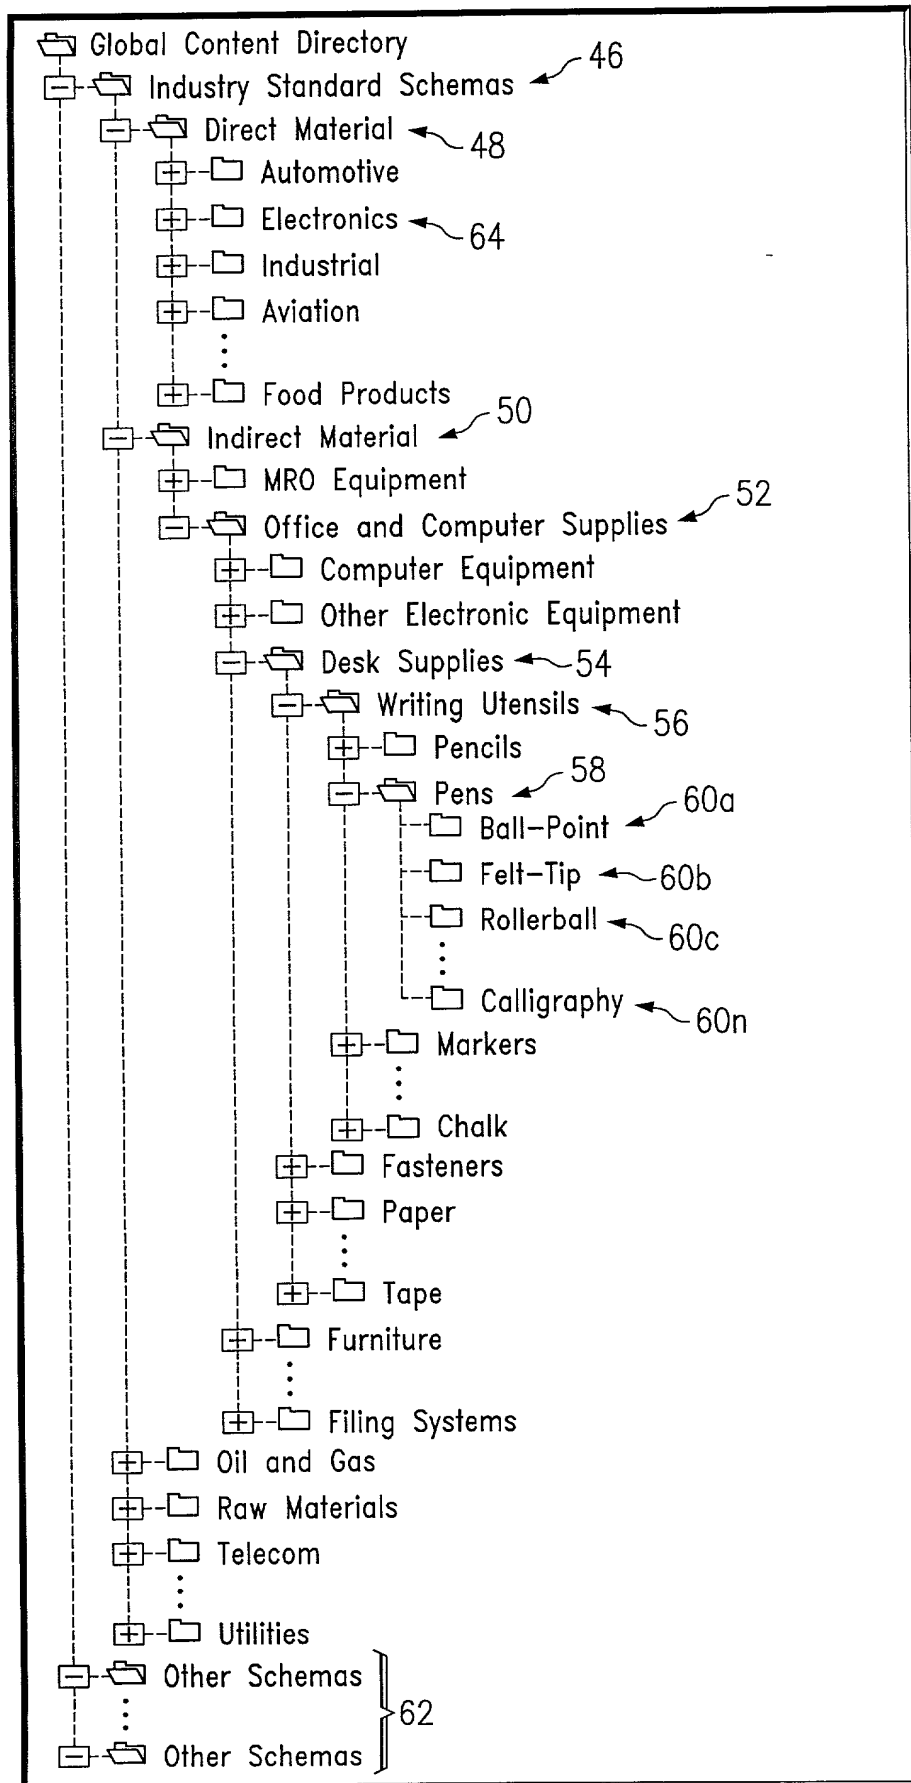 Global Content Directory
Industry Standard Schemas 46
Direct Material 48
Automotive
Electronics 64
Industrial
Aviation
Food Products
Indirect Material 50
MRO Equipment
Office and Computer Supplies 52
Computer Equipment
Other Electronic Equipment
Desk Supplies 54
Writing Utensils 56
Pencils
Pens 58
Ball-Point 60a
Felt-Tip 60b
Rollerball 60c
Calligraphy 60n
Markers
Chalk
Fasteners
Paper
Tape
Furniture
Filing Systems
Oil and Gas
Raw Materials
Telecom
Utilities
Other Schemas
62
Other Schemas